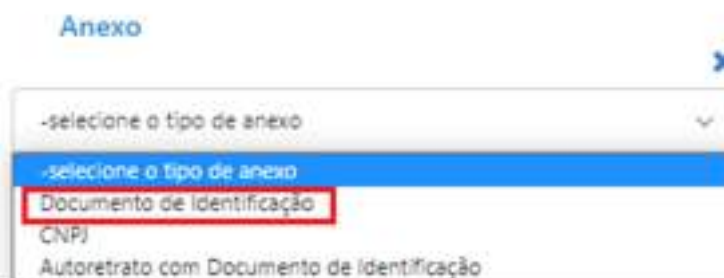 Anexo
-selecione o tipo de anexo
-selecione o tipo de anexo
Documento de Identificação
CNPJ
Autoretrato com Documento de Identificação